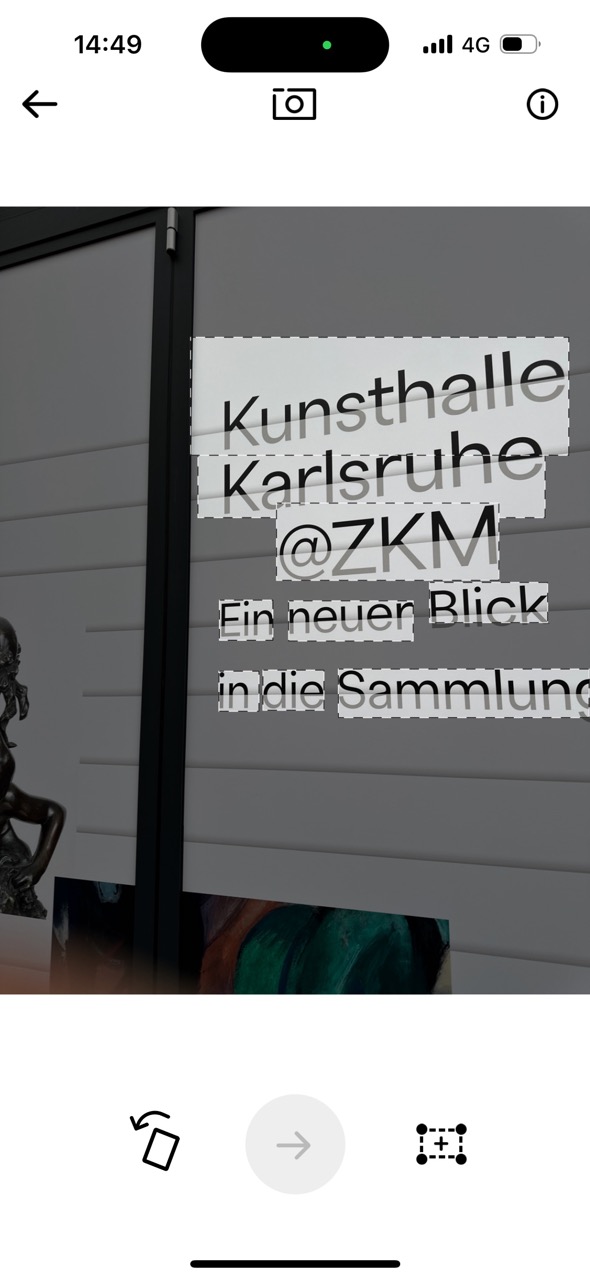 14:49
4G
Kunsthalle
Karlsruhe
@ZKM
Ein neuer Blick
in die Sammlung